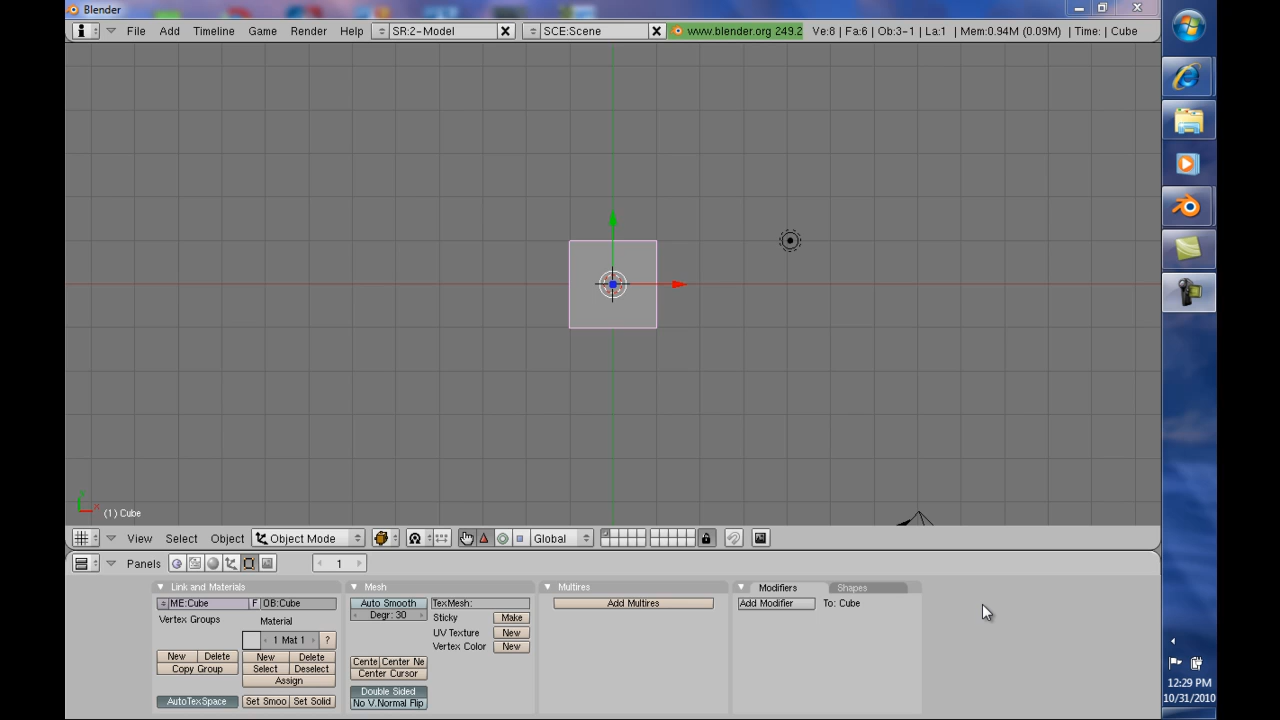 Blender
File Add Timeline Game Render Help SR:2-Model SCE:Scene www.blender.org 249.2 Ve:8 | Fa:6 | Ob:3-1 | La:1 | Mem:0.94M (0.09M) | Time: | Cube
(1) Cube
View Select Object Object Mode Global
Panels 1
Link and Materials Mesh Multires Modifiers Shapes
ME:Cube F OB:Cube Auto Smooth TexMesh: Add Multires Add Modifier To: Cube
Degr: 30 Sticky Make
Vertex Groups Material
UV Texture New
1 Mat 1 ? Vertex Color New
New Delete New Delete Cente Center Ne
Copy Group Select Deselect Center Cursor
Assign
Double Sided
AutoTexSpace Set Smoo Set Solid No V.Normal Flip
12:29 PM
10/31/2010